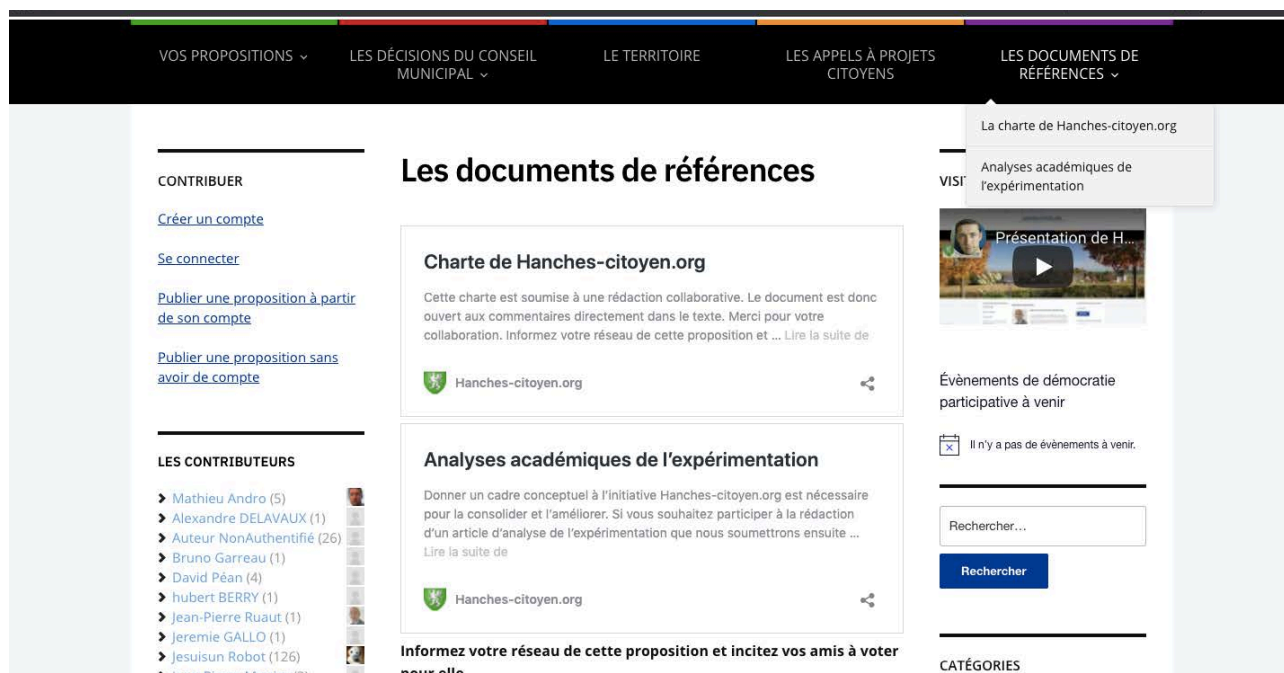 VOS PROPOSITIONS
LES DÉCISIONS DU CONSEIL
MUNICIPAL
LE TERRITOIRE
LES APPELS À PROJETS
CITOYENS
LES DOCUMENTS DE
RÉFÉRENCES
La charte de Hanches-citoyen.org
Analyses académiques de
l'expérimentation
CONTRIBUER
Créer un compte
Se connecter
Publier une proposition à partir
de son compte
Publier une proposition sans
avoir de compte
LES CONTRIBUTEURS
Mathieu Andro (5)
Alexandre DELAVAUX (1)
Auteur NonAuthentifié (26)
Bruno Garreau (1)
David Péan (4)
hubert BERRY (1)
Jean-Pierre Ruaut (1)
Jeremie GALLO (1)
Jesuisun Robot (126)
Les documents de références
Charte de Hanches-citoyen.org
Cette charte est soumise à une rédaction collaborative. Le document est donc
ouvert aux commentaires directement dans le texte. Merci pour votre
collaboration. Informez votre réseau de cette proposition et ... Lire la suite de
Hanches-citoyen.org
Analyses académiques de l'expérimentation
Donner un cadre conceptuel à l'initiative Hanches-citoyen.org est nécessaire
pour la consolider et l'améliorer. Si vous souhaitez participer à la rédaction
d'un article d'analyse de l'expérimentation que nous soumettrons ensuite ...
Lire la suite de
Hanches-citoyen.org
Informez votre réseau de cette proposition et incitez vos amis à voter
pour elle
VISI
Présentation de H...
Évènements de démocratie
participative à venir
Il n'y a pas de évènements à venir.
Rechercher...
Rechercher
CATÉGORIES